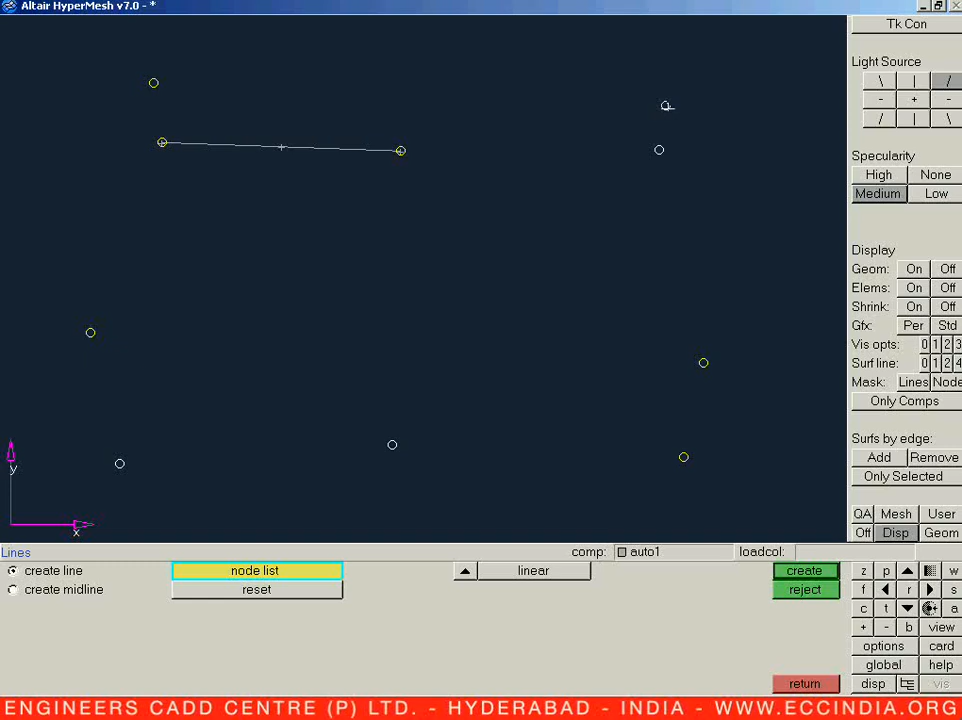 Altair HyperMesh v7.0 - *
Tk Con
Light Source
\ | /
- + -
/ | \
Specularity
High None
Medium Low
Display
Geom: On Off
Elems: On Off
Shrink: On Off
Gfx: Per Std
Vis opts: 0 1 2 3
Surf line: 0 1 2 4
Mask: Lines Node
Only Comps
Surfs by edge:
Add Remove
Only Selected
QA Mesh User
Off Disp Geom
y
x
Lines comp: auto1 loadcol:
create line node list linear create
create midline reset reject
return
z p w
f r s
c t a
+ - b view
options card
global help
disp vis
ENGINEERS CADD CENTRE (P) LTD. - HYDERABAD - INDIA - WWW.ECCINDIA.ORG